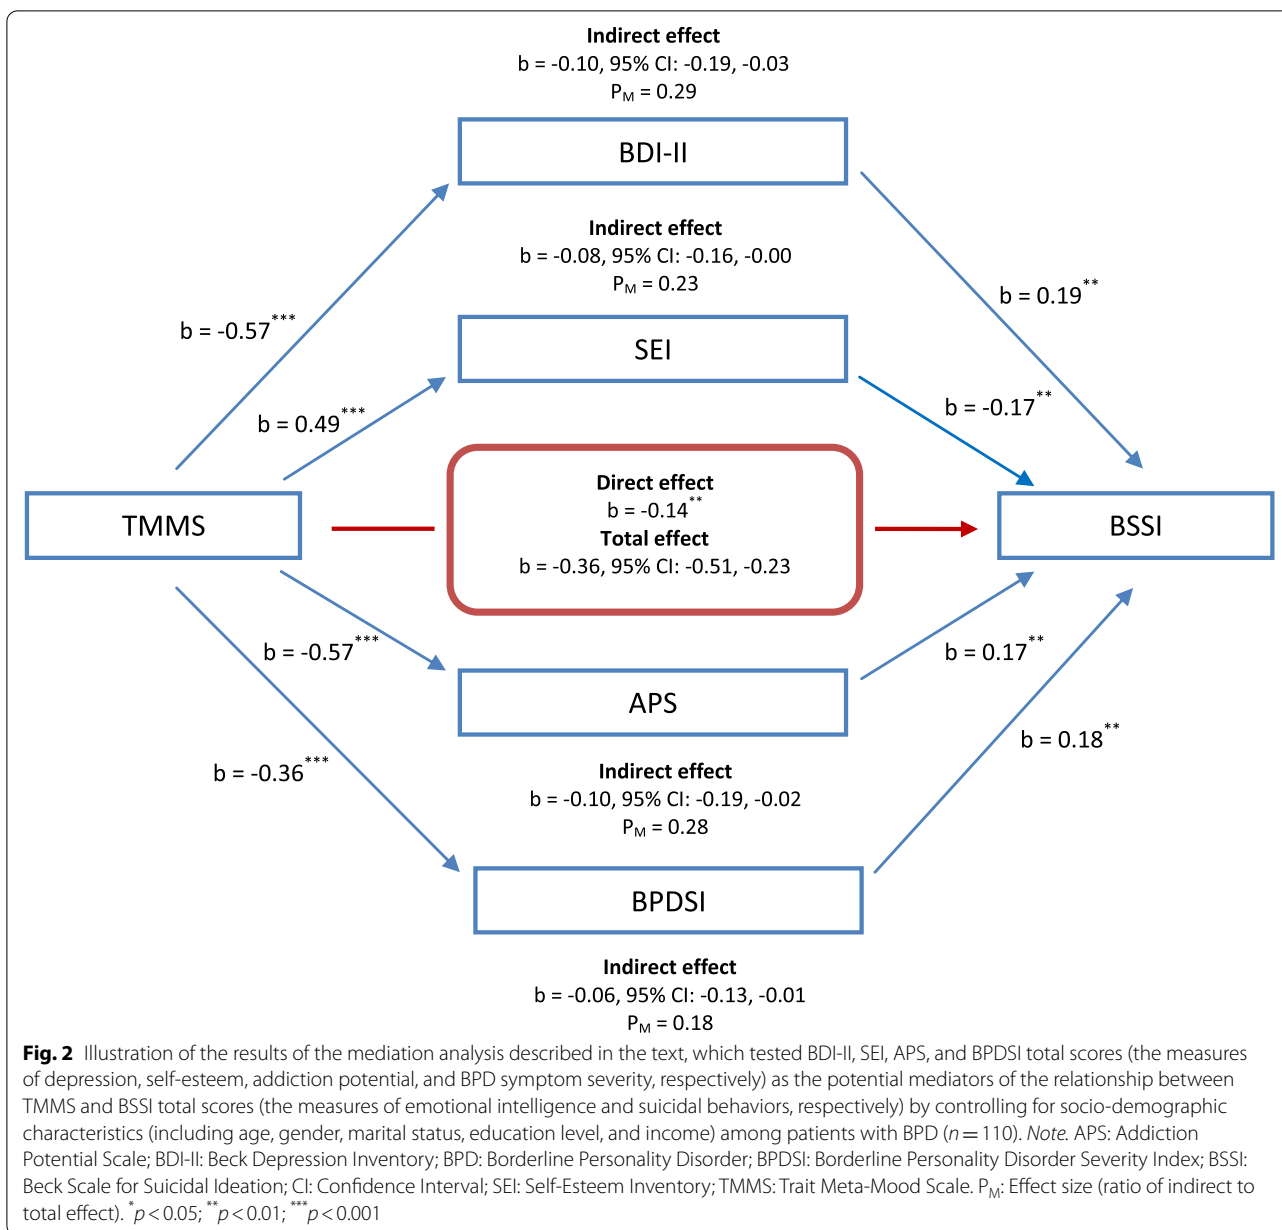 Indirect effect
b = -0.10, 95% CI: -0.19, -0.03
P_M = 0.29
BDI-II
Indirect effect
b = -0.08, 95% CI: -0.16, -0.00
P_M = 0.23
b = 0.19**
b = -0.57***
SEI
b = -0.17**
b = 0.49***
Direct effect
b = -0.14**
Total effect
b = -0.36, 95% CI: -0.51, -0.23
TMMS
BSSI
b = -0.57***
b = 0.17**
APS
b = 0.18**
b = -0.36***
Indirect effect
b = -0.10, 95% CI: -0.19, -0.02
P_M = 0.28
BPDSI
Indirect effect
b = -0.06, 95% CI: -0.13, -0.01
P_M = 0.18
Fig. 2 Illustration of the results of the mediation analysis described in the text, which tested BDI-II, SEI, APS, and BPDSI total scores (the measures
of depression, self-esteem, addiction potential, and BPD symptom severity, respectively) as the potential mediators of the relationship between
TMMS and BSSI total scores (the measures of emotional intelligence and suicidal behaviors, respectively) by controlling for socio-demographic
characteristics (including age, gender, marital status, education level, and income) among patients with BPD (n = 110). Note. APS: Addiction
Potential Scale; BDI-II: Beck Depression Inventory; BPD: Borderline Personality Disorder; BPDSI: Borderline Personality Disorder Severity Index; BSSI:
Beck Scale for Suicidal Ideation; CI: Confidence Interval; SEI: Self-Esteem Inventory; TMMS: Trait Meta-Mood Scale. P_M: Effect size (ratio of indirect to
total effect). *p < 0.05; **p < 0.01; ***p < 0.001